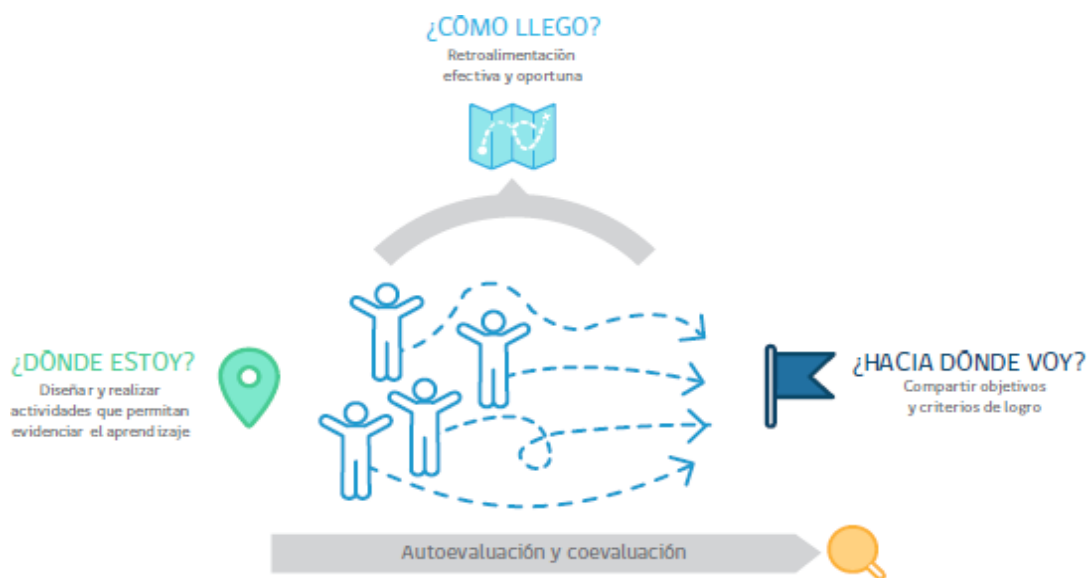 ¿CÓMO LLEGO?
Retroalimentación
efectiva y oportuna
¿DÓNDE ESTOY?
Diseñar y realizar
actividades que permitan
evidenciar el aprendizaje
¿HACIA DÓNDE VOY?
Compartir objetivos
y criterios de logro
Autoevaluación y coevaluación